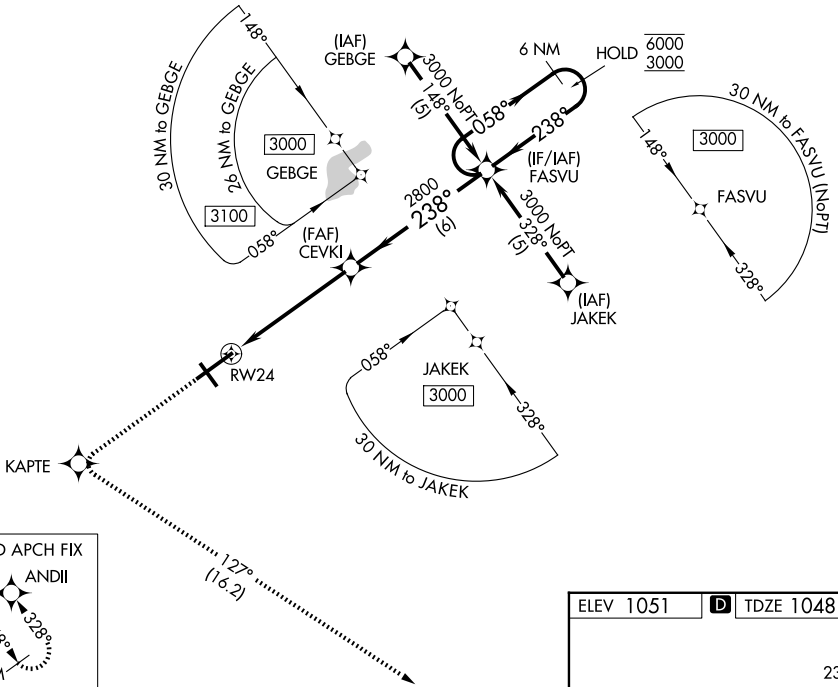 148°
30 NM to GEBGE
26 NM to GEBGE
3000
GEBGE
3100
058°
(IAF)
GEBGE
3000 NoPT
148°
(5)
6 NM
HOLD
6000
3000
058°
238°
(IF/IAF)
FASVU
30 NM to FASVU (NoPT)
148°
3000
FASVU
328°
2800
238°
(6)
3000 NoPT
328°
(5)
(IAF)
JAKEK
(FAF)
CEVKI
RW24
058°
JAKEK
3000
328°
30 NM to JAKEK
KAPTE
127°
(16.2)
APCH FIX
ANDII
328°
ELEV 1051
D
TDZE 1048
23